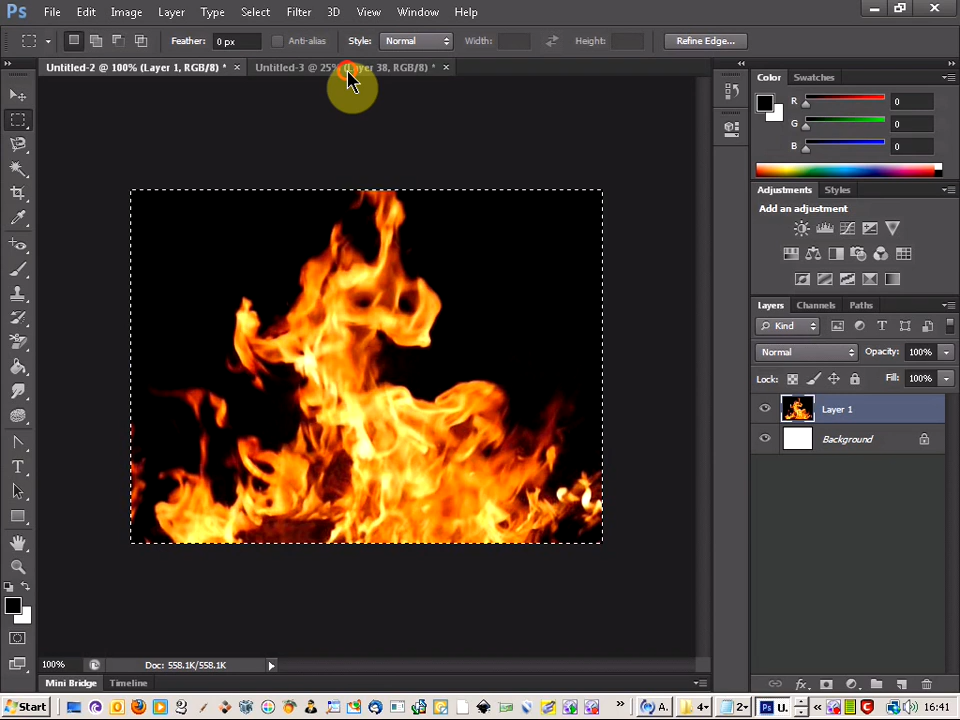 Ps File Edit Image Layer Type Select Filter 3D View Window Help
Feather: 0 px Anti-alias Style: Normal Width: Height: Refine Edge...
Untitled-2 @ 100% (Layer 1, RGB/8) * × Untitled-3 @ 25% (Layer 38, RGB/8) * ×
Color Swatches
R 0
G 0
B 0
Adjustments Styles
Add an adjustment
Layers Channels Paths
Kind
Normal Opacity: 100%
Lock: Fill: 100%
Layer 1
Background
100% Doc: 558.1K/558.1K
Mini Bridge Timeline
Start A. 4 2 Ps U. 16:41